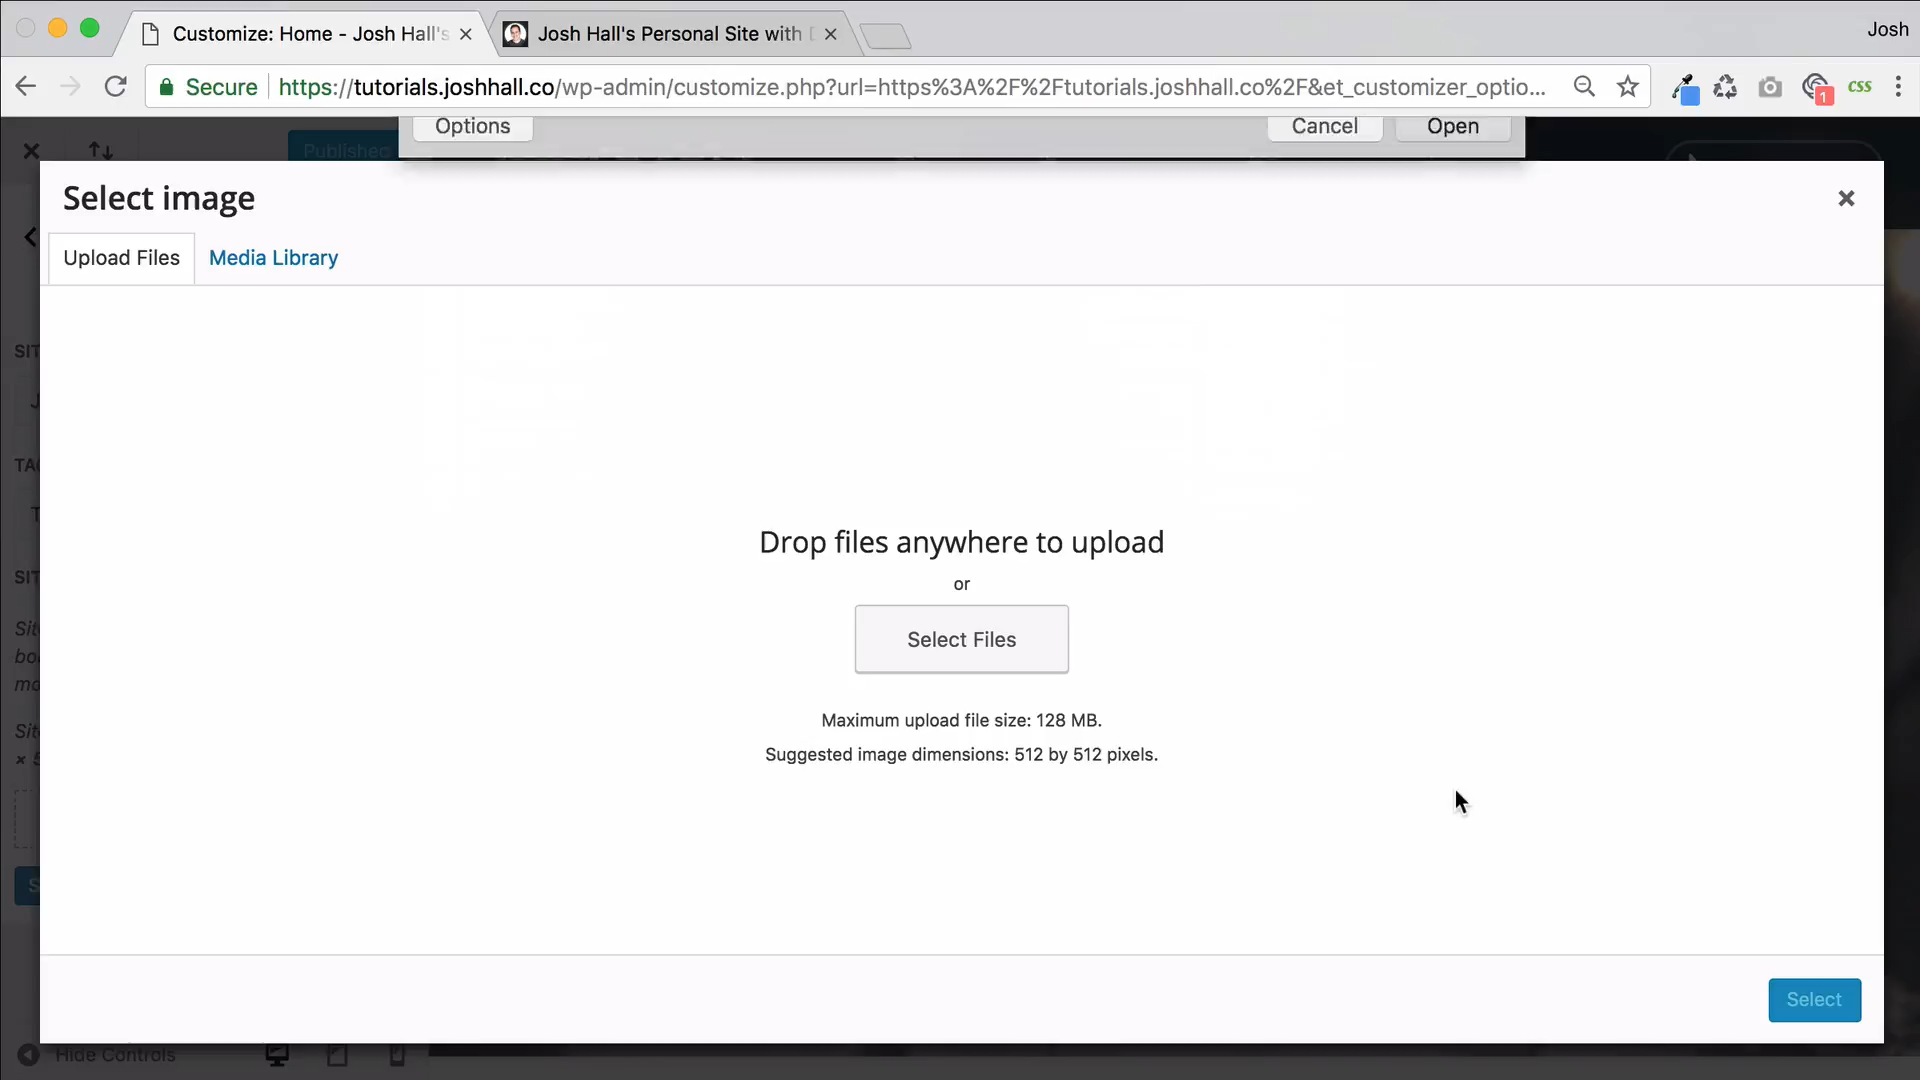 Customize: Home - Josh Hall's
Josh Hall's Personal Site with
Josh
Secure
https://tutorials.joshhall.co/wp-admin/customize.php?url=https%3A%2F%2Ftutorials.joshhall.co%2F&et_customizer_optio...
1
css
Options
Cancel
Open
Published
Select image
Upload Files
Media Library
Drop files anywhere to upload
or
Select Files
Maximum upload file size: 128 MB.
Suggested image dimensions: 512 by 512 pixels.
Select
Hide Controls